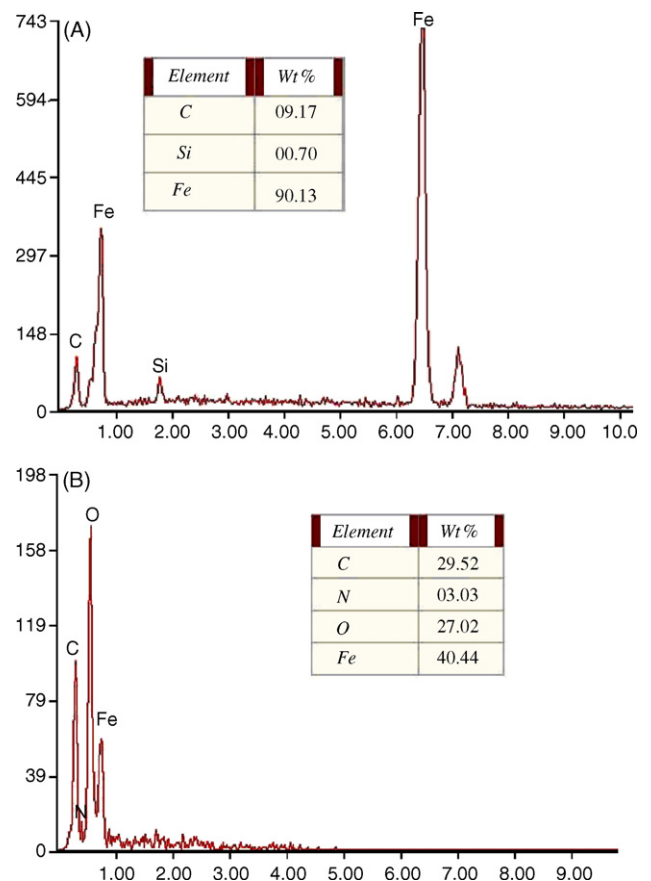 743
(A)
Fe
Element Wt%
594
C 09.17
Si 00.70
445
Fe 90.13
Fe
297
148
C
Si
0
1.00 2.00 3.00 4.00 5.00 6.00 7.00 8.00 9.00 10.0
198
(B)
O
Element Wt%
158
C 29.52
N 03.03
O 27.02
119
Fe 40.44
C
79
Fe
39
N
0
1.00 2.00 3.00 4.00 5.00 6.00 7.00 8.00 9.00